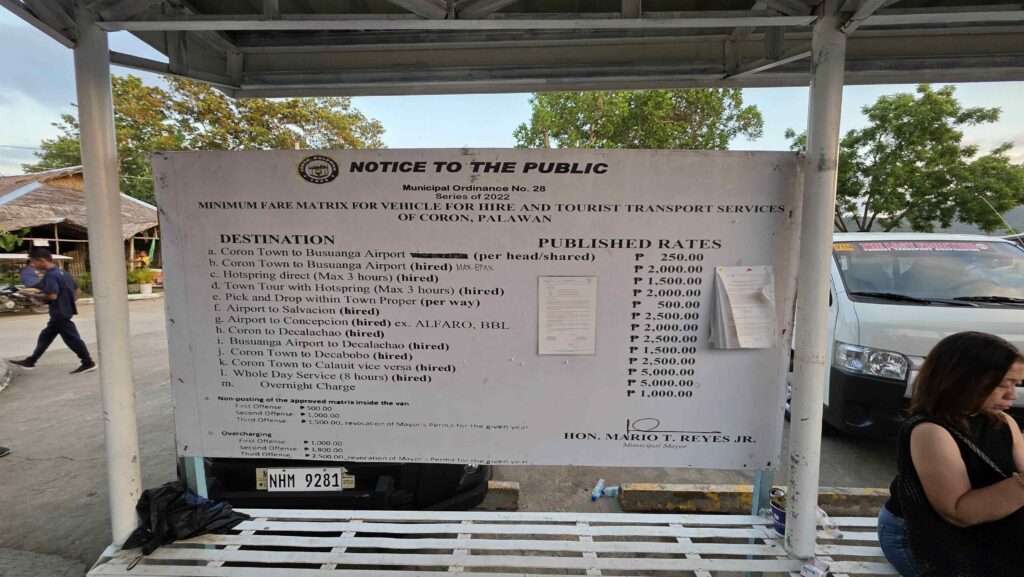 NOTICE TO THE PUBLIC
Municipal Ordinance No. 28
Series of 2022
MINIMUM FARE MATRIX FOR VEHICLE FOR HIRE AND TOURIST TRANSPORT SERVICES
OF CORON, PALAWAN
DESTINATION PUBLISHED RATES
a. Coron Town to Busuanga Airport (per head/shared) ₱ 250.00
b. Coron Town to Busuanga Airport (hired) MAX-8PAX ₱ 2,000.00
c. Hotspring direct (Max 3 hours) (hired) ₱ 1,500.00
d. Town Tour with Hotspring (Max 3 hours) (hired) ₱ 2,000.00
e. Pick and Drop within Town Proper (per way) ₱ 500.00
f. Airport to Salvacion (hired) ₱ 2,500.00
g. Airport to Concepcion (hired) ex. ALFARO, BBL ₱ 2,000.00
h. Coron to Decalachao (hired) ₱ 2,500.00
i. Busuanga Airport to Decalachao (hired) ₱ 1,500.00
j. Coron Town to Decabobo (hired) ₱ 2,500.00
k. Coron Town to Calauit vice versa (hired) ₱ 5,000.00
l. Whole Day Service (8 hours) (hired) ₱ 5,000.00
m. Overnight Charge ₱ 1,000.00
a Non-posting of the approved matrix inside the van
First Offense: ₱ 500.00
Second Offense: ₱ 1,000.00
Third Offense: ₱ 1,500, revocation of Mayor's Permit for the given year
b Overcharging
First Offense: ₱ 1,000.00
Second Offense: ₱ 1,800.00
Third Offense: ₱ 2,500, revocation of Mayor's Permit for the given year
HON. MARIO T. REYES JR.
Municipal Mayor
NHM 9281